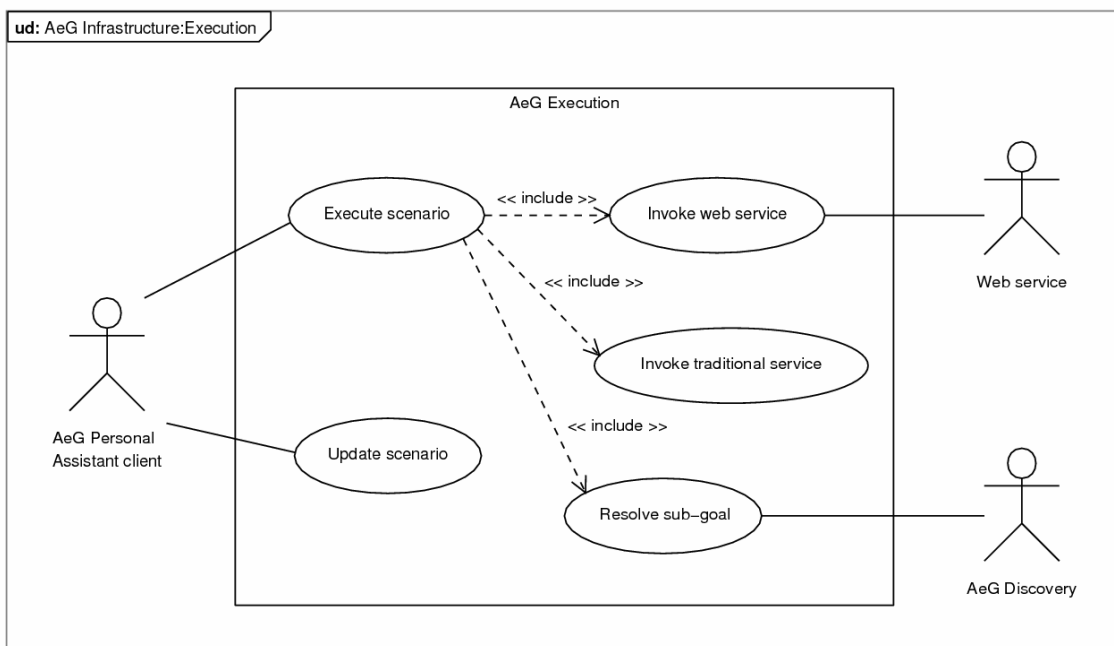 ud: AeG Infrastructure:Execution
AeG Execution
Execute scenario
<< include >>
Invoke web service
Web service
<< include >>
Invoke traditional service
AeG Personal
Assistant client
Update scenario
<< include >>
Resolve sub−goal
AeG Discovery